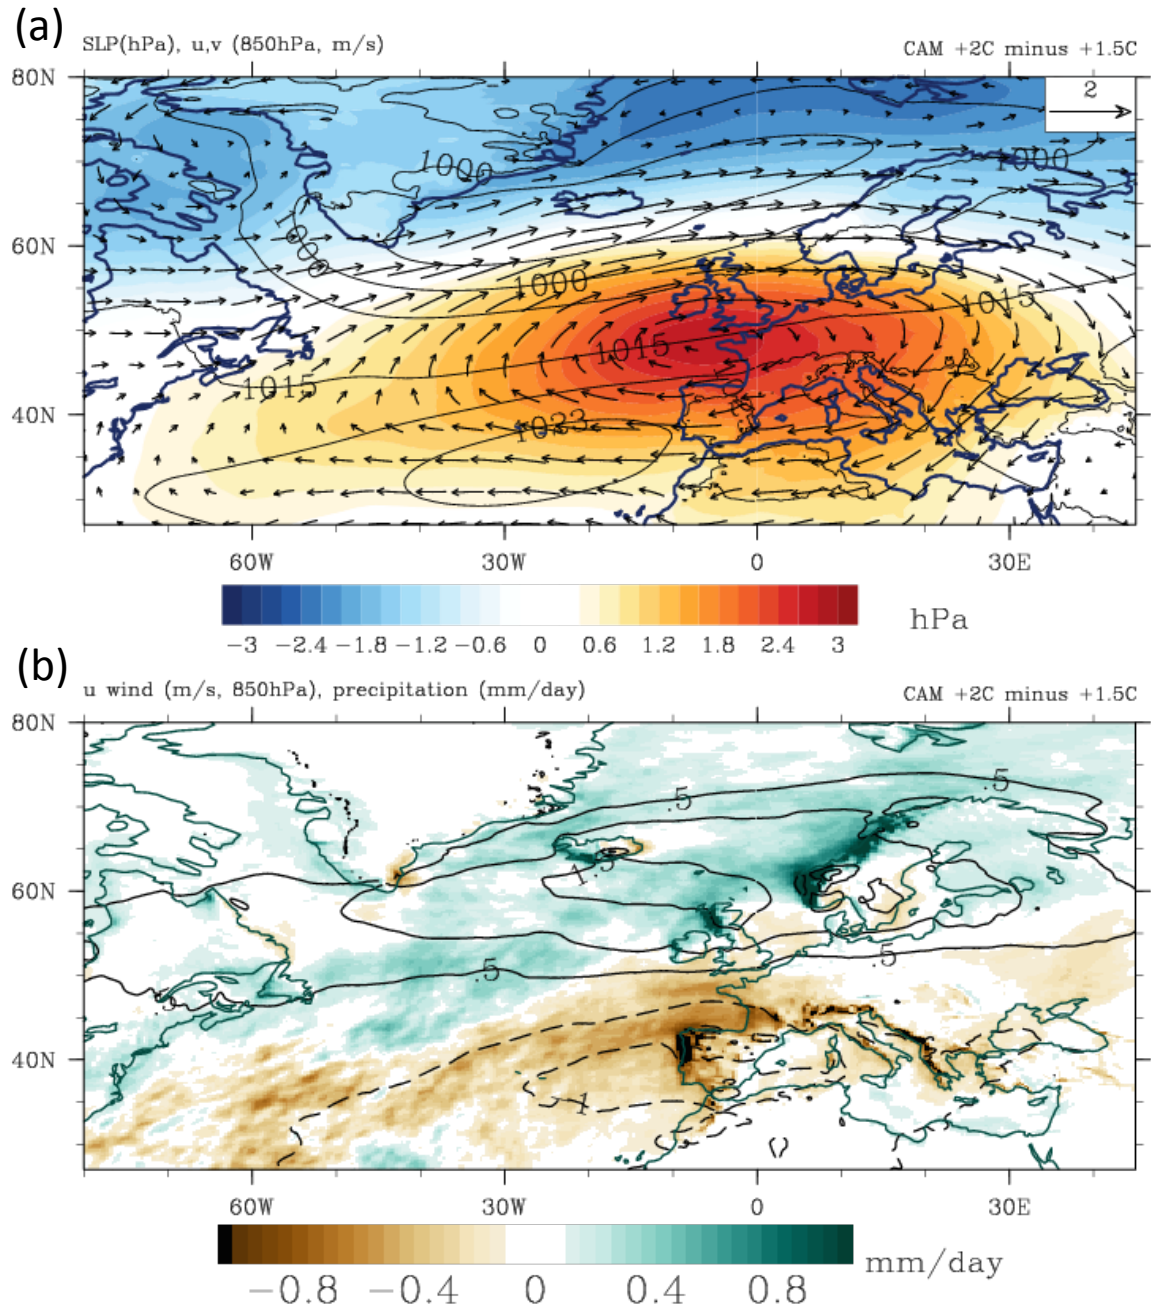 (a)
SLP(hPa), u,v (850hPa, m/s) CAM +2C minus +1.5C
80N
2
1000 1000
60N
1000
1000 1015
1015
1015
40N
1033
60W 30W 0 30E
−3 −2.4 −1.8 −1.2 −0.6 0 0.6 1.2 1.8 2.4 3
hPa
(b)
u wind (m/s, 850hPa), precipitation (mm/day) CAM +2C minus +1.5C
80N
.5 .5
1.5
60N
.5
.5
40N
−1
60W 30W 0 30E
−0.8 −0.4 0 0.4 0.8
mm/day